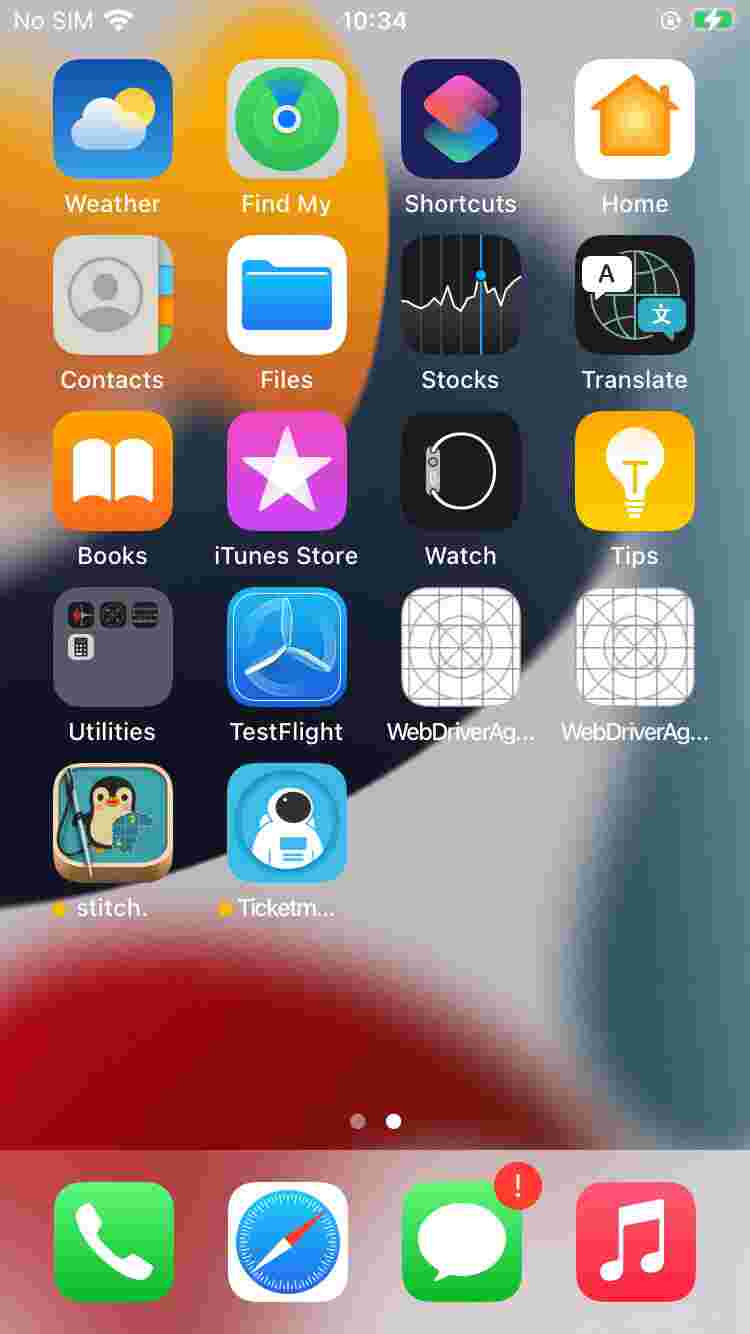 No SIM 10:34
Weather Find My Shortcuts Home
A 文
Contacts Files Stocks Translate
Books iTunes Store Watch Tips
Utilities TestFlight WebDriverAg... WebDriverAg...
stitch. Ticketm...
!